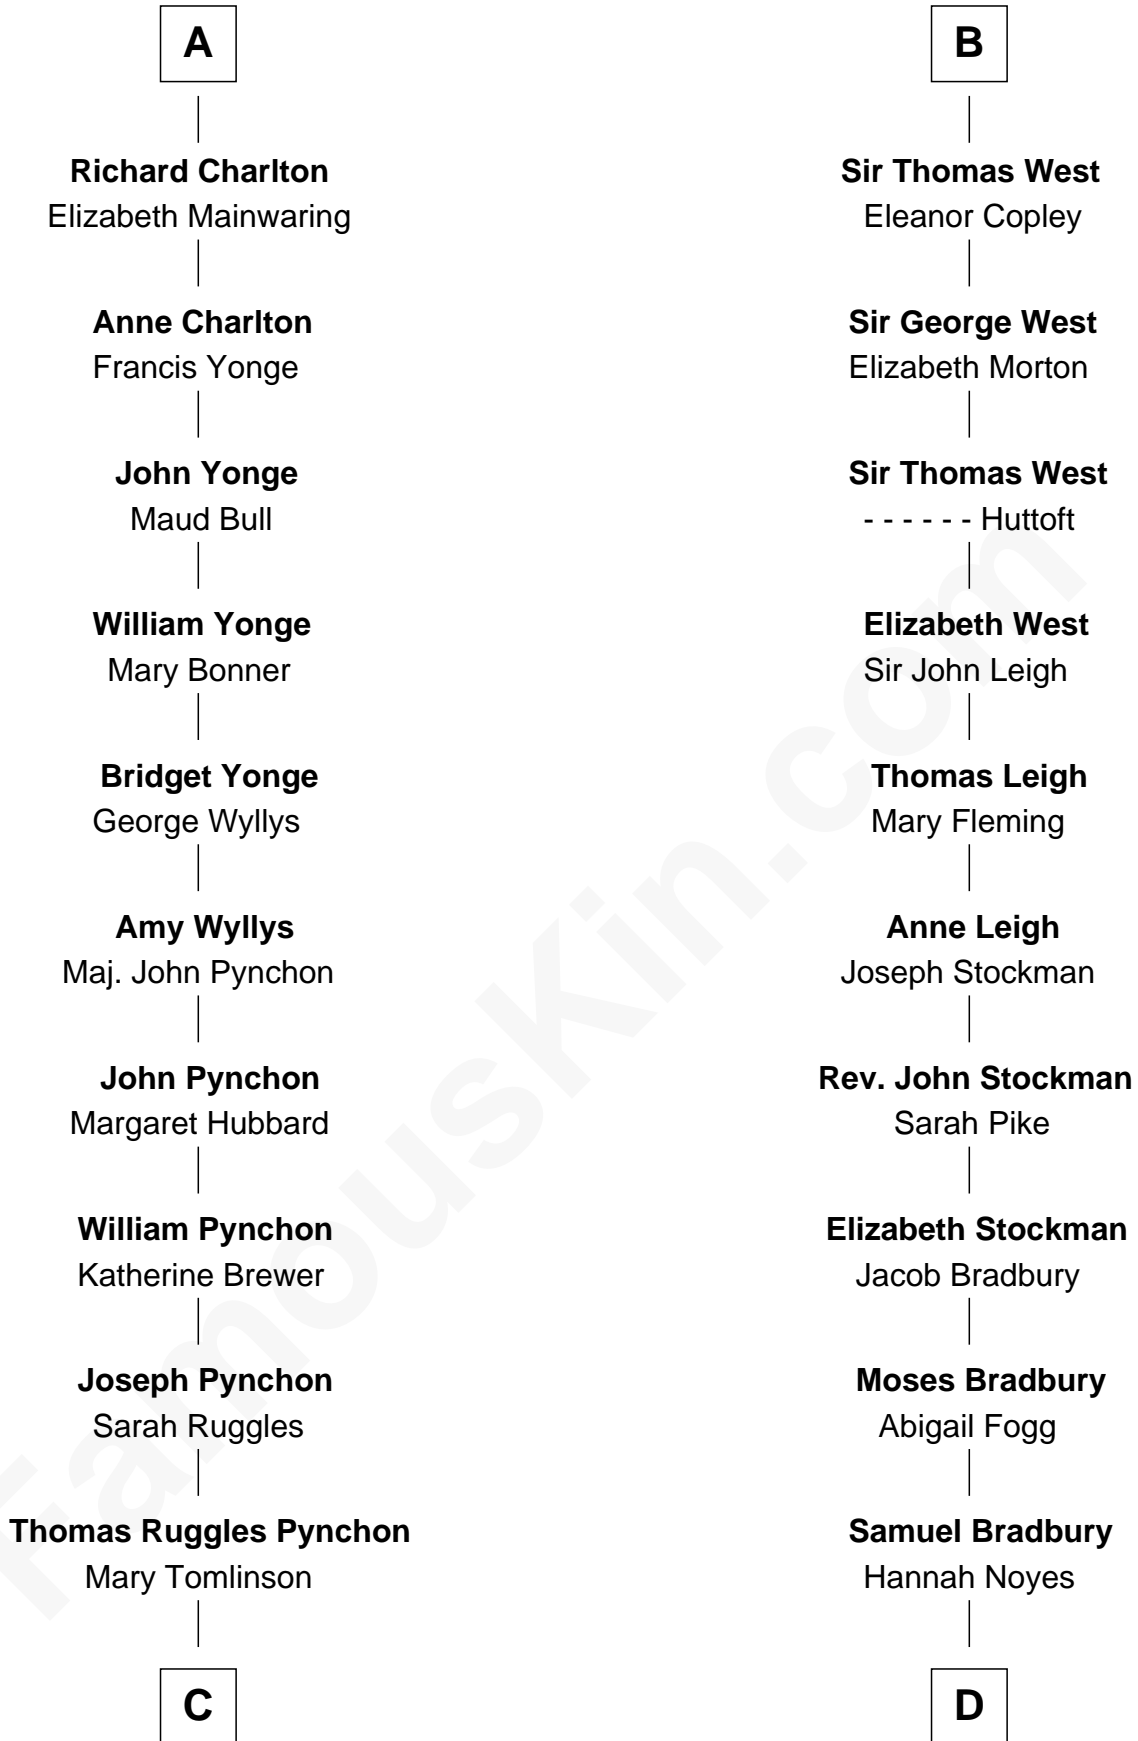 A
Richard Charlton
Elizabeth Mainwaring
Anne Charlton
Francis Yonge
John Yonge
Maud Bull
William Yonge
Mary Bonner
Bridget Yonge
George Wyllys
Amy Wyllys
Maj. John Pynchon
John Pynchon
Margaret Hubbard
William Pynchon
Katherine Brewer
Joseph Pynchon
Sarah Ruggles
Thomas Ruggles Pynchon
Mary Tomlinson
C
B
Sir Thomas West
Eleanor Copley
Sir George West
Elizabeth Morton
Sir Thomas West
- - - - - - Huttoft
Elizabeth West
Sir John Leigh
Thomas Leigh
Mary Fleming
Anne Leigh
Joseph Stockman
Rev. John Stockman
Sarah Pike
Elizabeth Stockman
Jacob Bradbury
Moses Bradbury
Abigail Fogg
Samuel Bradbury
Hannah Noyes
D
FamousKin.com